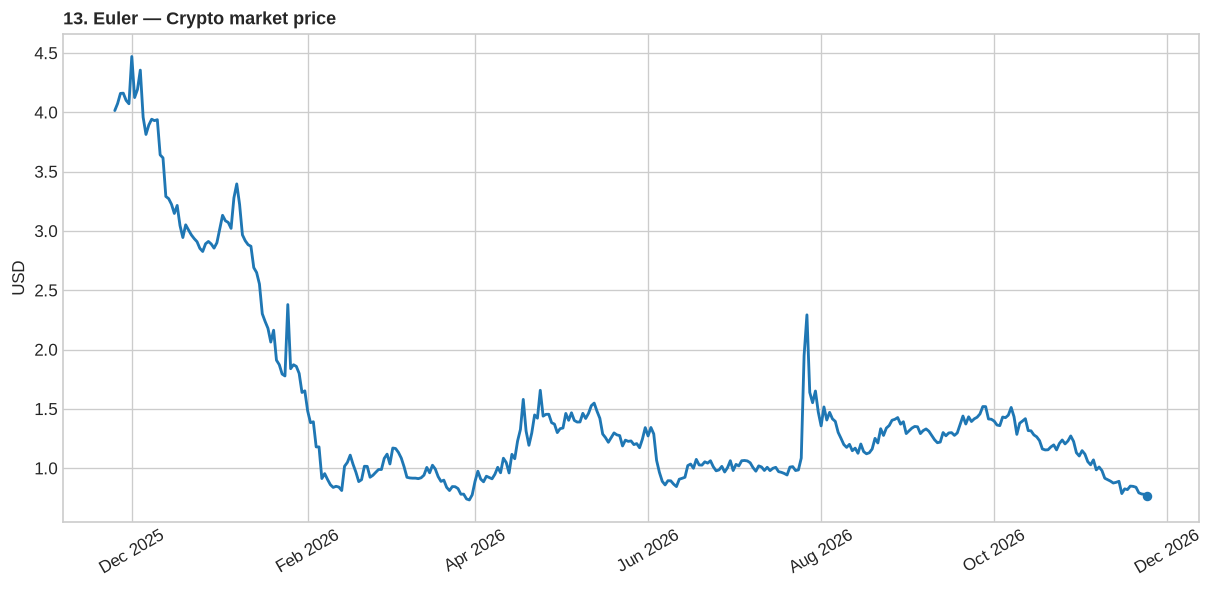 13. Euler — Crypto market price
USD
4.5
4.0
3.5
3.0
2.5
2.0
1.5
1.0
Dec 2025
Feb 2026
Apr 2026
Jun 2026
Aug 2026
Oct 2026
Dec 2026